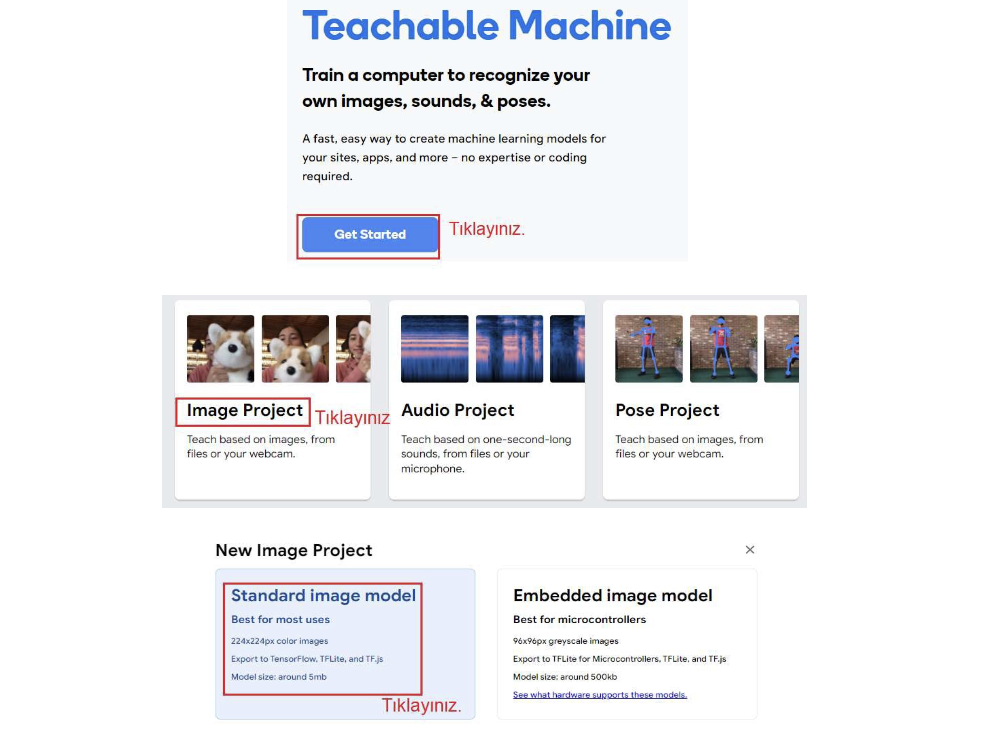 Teachable Machine
Train a computer to recognize your
own images, sounds, & poses.
A fast, easy way to create machine learning models for
your sites, apps, and more – no expertise or coding
required.
Get Started
Tıklayınız.
Image Project
Tıklayınız
Teach based on images, from
files or your webcam.
Audio Project
Teach based on one-second-long
sounds, from files or your
microphone.
Pose Project
Teach based on images, from
files or your webcam.
New Image Project
Standard image model
Best for most uses
224x224px color images
Export to TensorFlow, TFLite, and TF.js
Model size: around 5mb
Tıklayınız.
Embedded image model
Best for microcontrollers
96x96px greyscale images
Export to TFLite for Microcontrollers, TFLite, and TF.js
Model size: around 500kb
See what hardware supports these models.